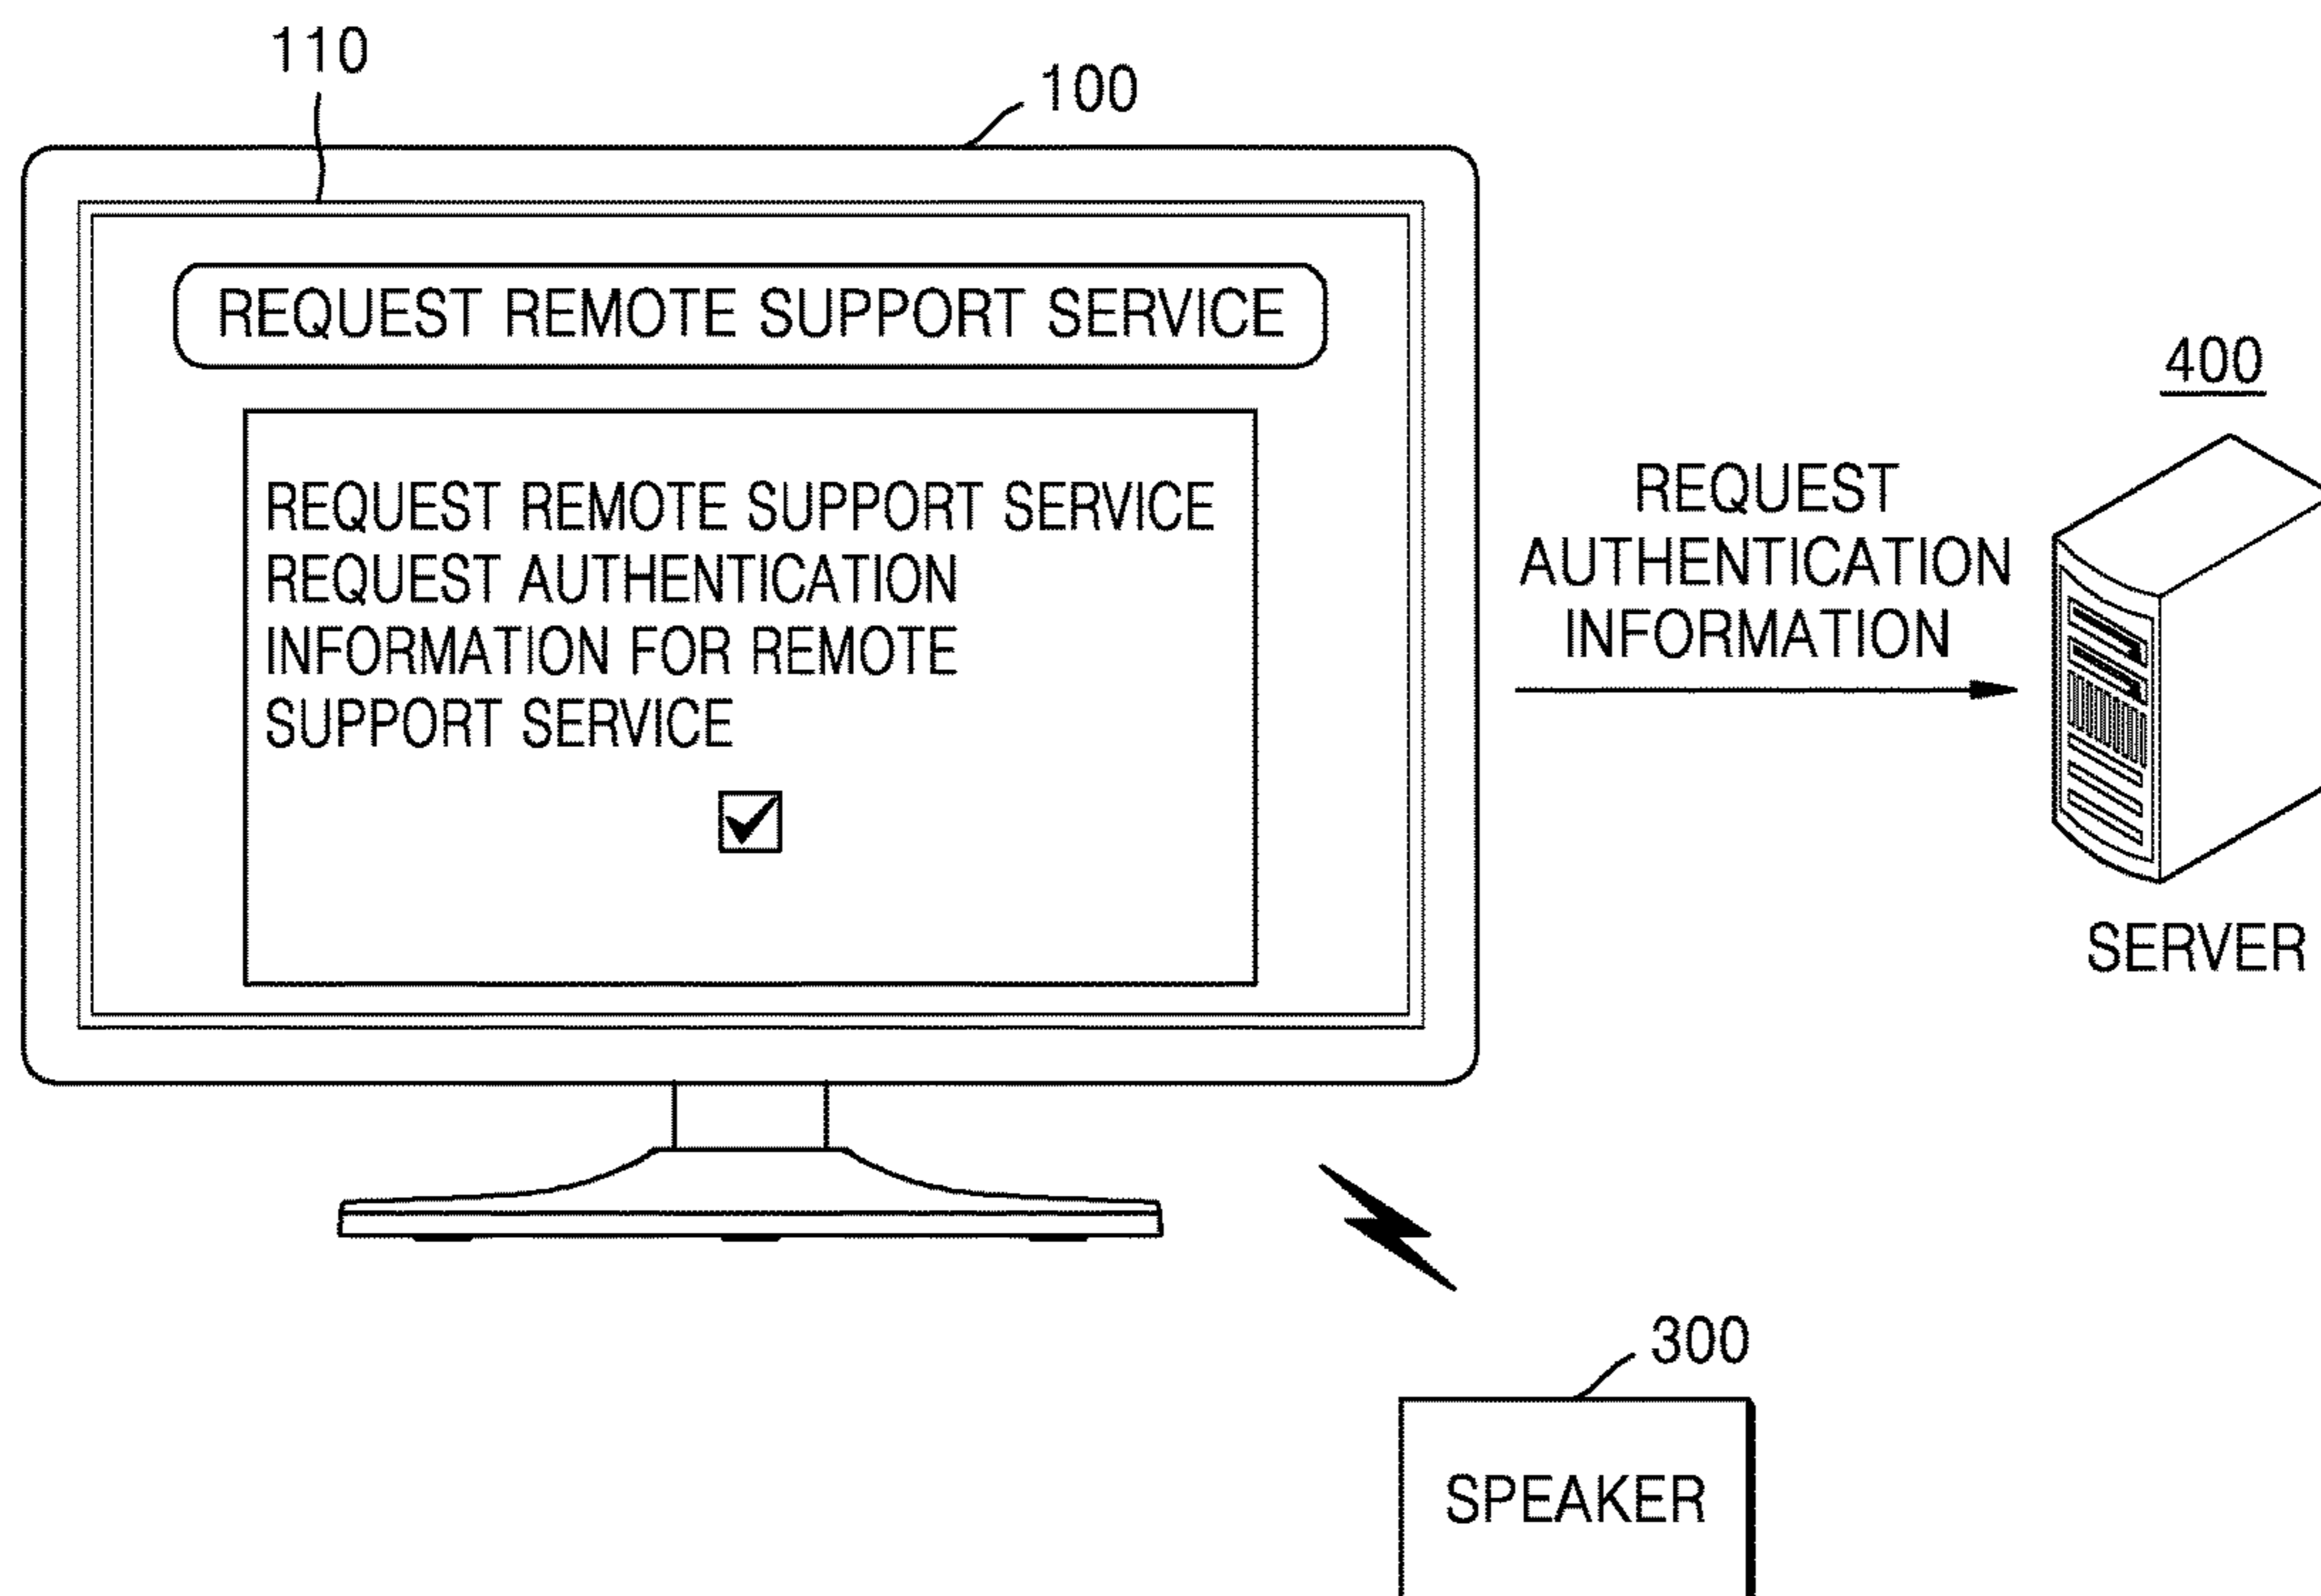 110
100
REQUEST REMOTE SUPPORT SERVICE
REQUEST REMOTE SUPPORT SERVICE
REQUEST AUTHENTICATION
INFORMATION FOR REMOTE
SUPPORT SERVICE
REQUEST
AUTHENTICATION
INFORMATION
400
SERVER
300
SPEAKER